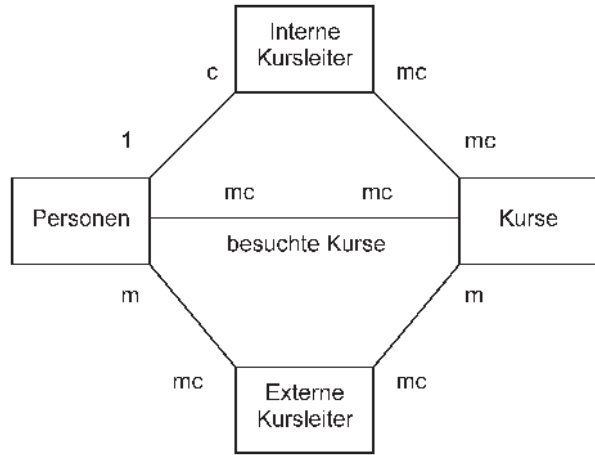 Interne
Kursleiter
c
mc
1
mc
Personen
mc
mc
Kurse
besuchte Kurse
m
m
mc
mc
Externe
Kursleiter